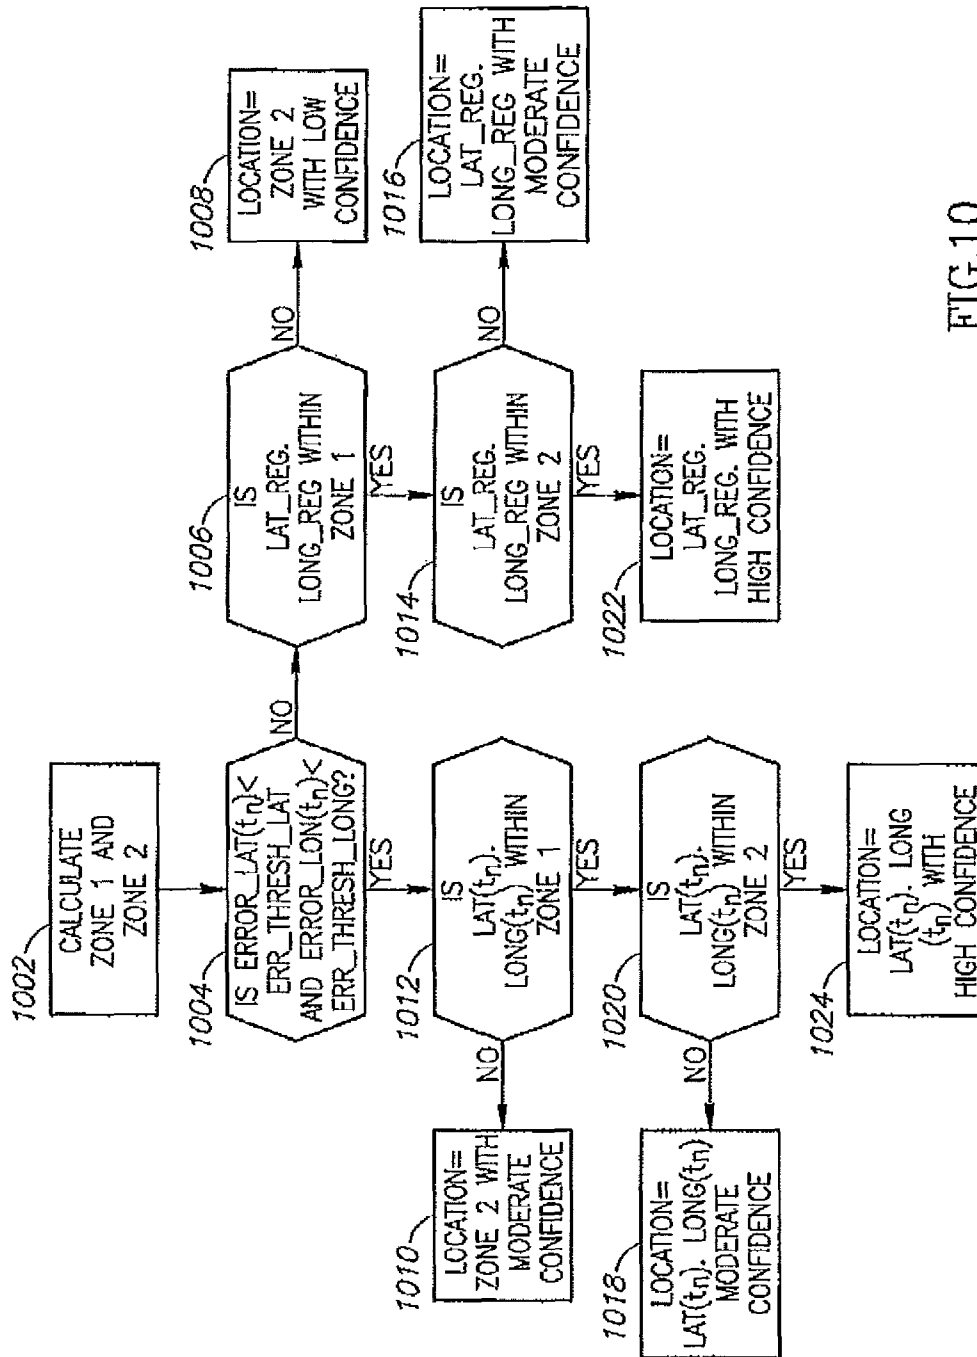 1002
CALCULATE
ZONE 1 AND
ZONE 2
1004
IS ERROR_LAT(tn)<
ERR_THRESH_LAT
AND ERROR_LON(tn)<
ERR_THRESH_LONG?
NO
YES
1006
IS
LAT_REG.
LONG_REG WITHIN
ZONE 1
NO
YES
1008
LOCATION=
ZONE 2
WITH LOW
CONFIDENCE
1010
LOCATION=
ZONE 2 WITH
MODERATE
CONFIDENCE
NO
1012
IS
LAT(tn).
LONG(tn) WITHIN
ZONE 1
YES
1014
IS
LAT_REG.
LONG_REG WITHIN
ZONE 2
NO
YES
1016
LOCATION=
LAT_REG.
LONG_REG WITH
MODERATE
CONFIDENCE
1018
LOCATION=
LAT(tn). LONG(tn)
MODERATE
CONFIDENCE
NO
1020
IS
LAT(tn).
LONG(tn) WITHIN
ZONE 2
YES
1022
LOCATION=
LAT_REG.
LONG_REG. WITH
HIGH CONFIDENCE
1024
LOCATION=
LAT(tn). LONG
(tn) WITH
HIGH CONFIDENCE
FIG.10